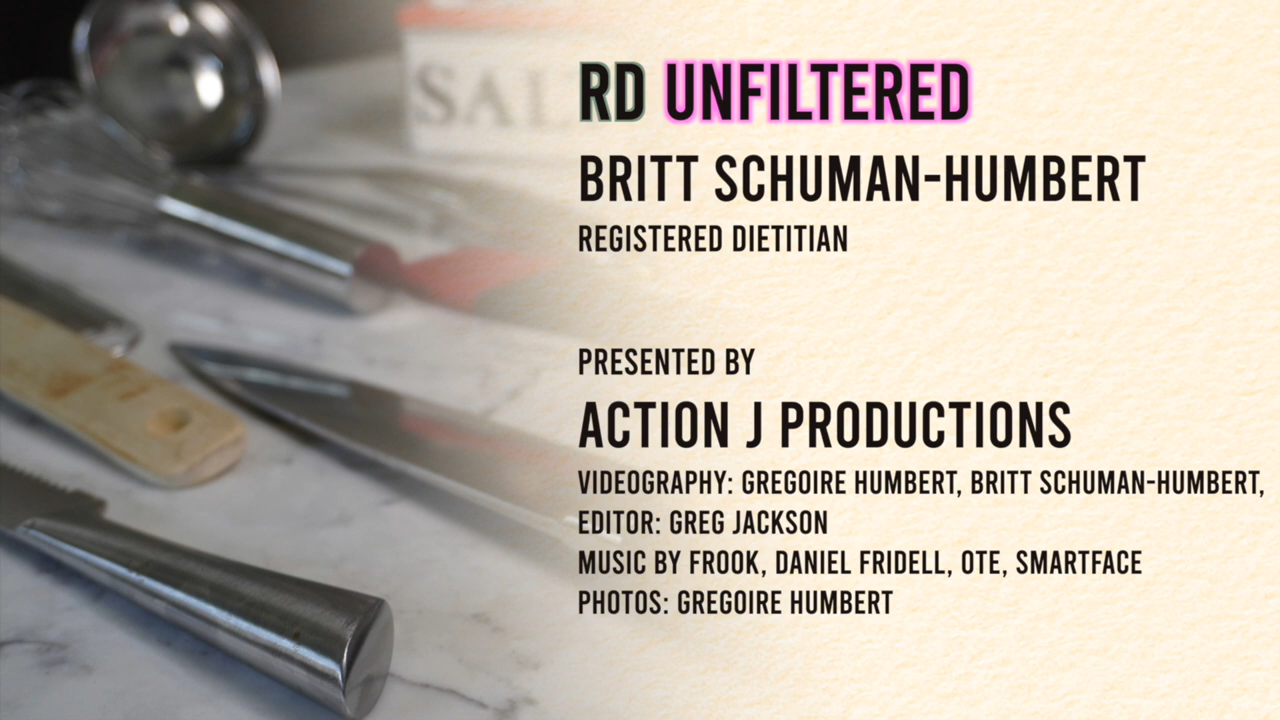 SAL
RD UNFILTERED
BRITT SCHUMAN-HUMBERT
REGISTERED DIETITIAN
PRESENTED BY
ACTION J PRODUCTIONS
VIDEOGRAPHY: GREGOIRE HUMBERT, BRITT SCHUMAN-HUMBERT,
EDITOR: GREG JACKSON
MUSIC BY FROOK, DANIEL FRIDELL, OTE, SMARTFACE
PHOTOS: GREGOIRE HUMBERT